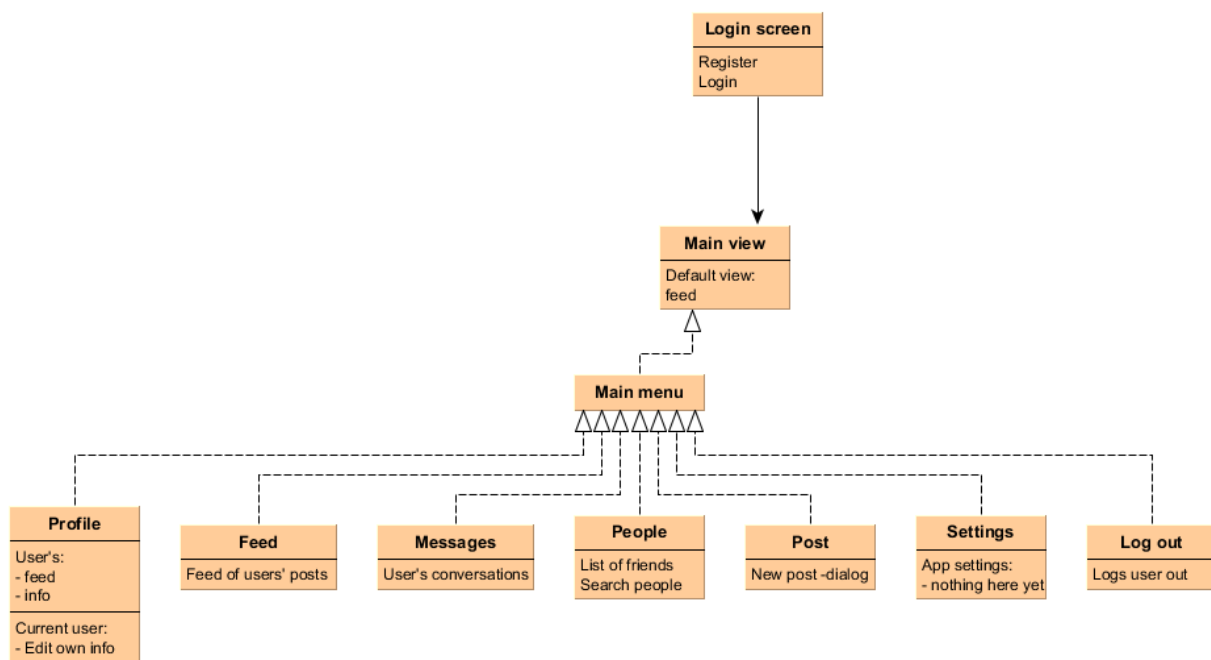 Login screen
Register
Login
Main view
Default view:
feed
Main menu
Profile
User's:
- feed
- info
Current user:
- Edit own info
Feed
Feed of users' posts
Messages
User's conversations
People
List of friends
Search people
Post
New post -dialog
Settings
App settings:
- nothing here yet
Log out
Logs user out